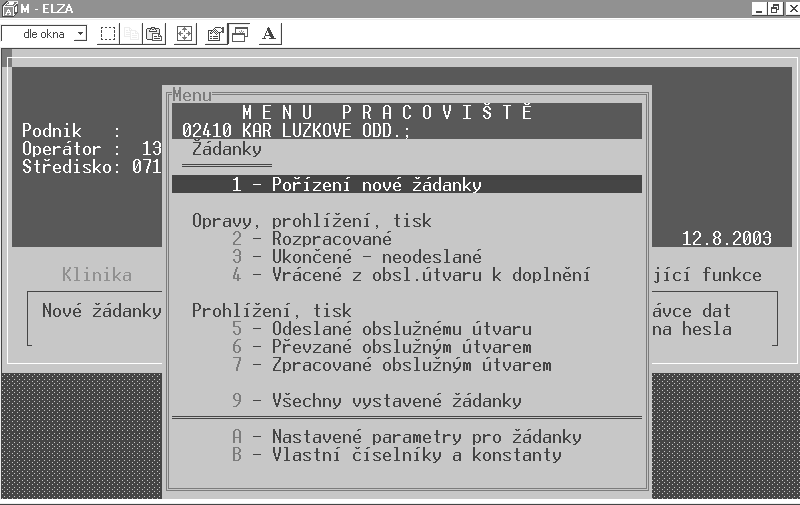 M - ELZA
dle okna
A
Menu
M E N U   P R A C O V I Š T Ě
02410 KAR LUZKOVE ODD.;
Podnik :
Operátor : 13
Středisko: 071
Žádanky
1 - Pořízení nové žádanky
Opravy, prohlížení, tisk
2 - Rozpracované
3 - Ukončené - neodeslané
4 - Vrácené z obsl.útvaru k doplnění
12.8.2003
Klinika
jící funkce
Nové žádanky
ávce dat
na hesla
Prohlížení, tisk
5 - Odeslané obslužnému útvaru
6 - Převzané obslužným útvarem
7 - Zpracované obslužným útvarem
9 - Všechny vystavené žádanky
A - Nastavené parametry pro žádanky
B - Vlastní číselníky a konstanty